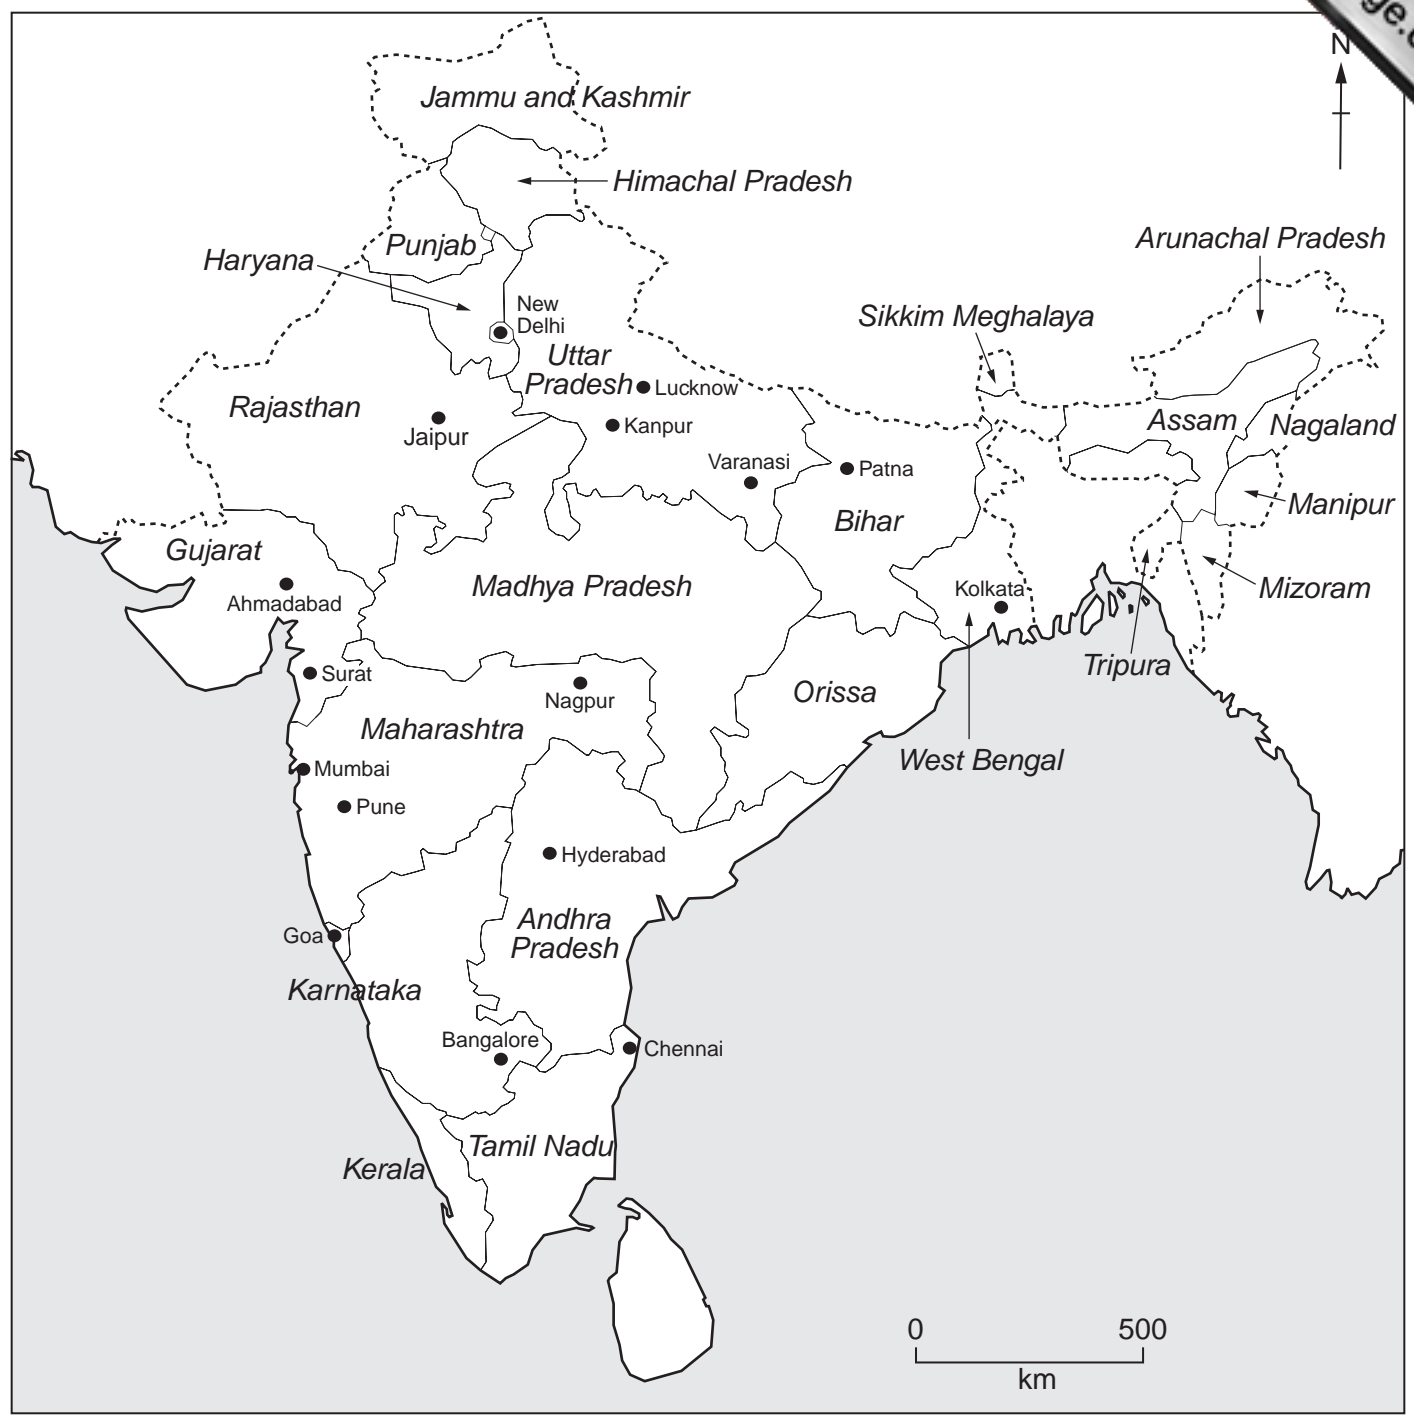 ge.c
N
Jammu and Kashmir
Himachal Pradesh
Punjab
Arunachal Pradesh
Haryana
New
Delhi
Sikkim Meghalaya
Uttar
Pradesh
Lucknow
Rajasthan
Jaipur
Kanpur
Assam
Nagaland
Varanasi
Patna
Manipur
Bihar
Gujarat
Ahmadabad
Madhya Pradesh
Kolkata
Mizoram
Tripura
Surat
Nagpur
Orissa
Maharashtra
West Bengal
Mumbai
Pune
Hyderabad
Andhra
Pradesh
Goa
Karnataka
Bangalore
Chennai
Tamil Nadu
Kerala
0 500
km